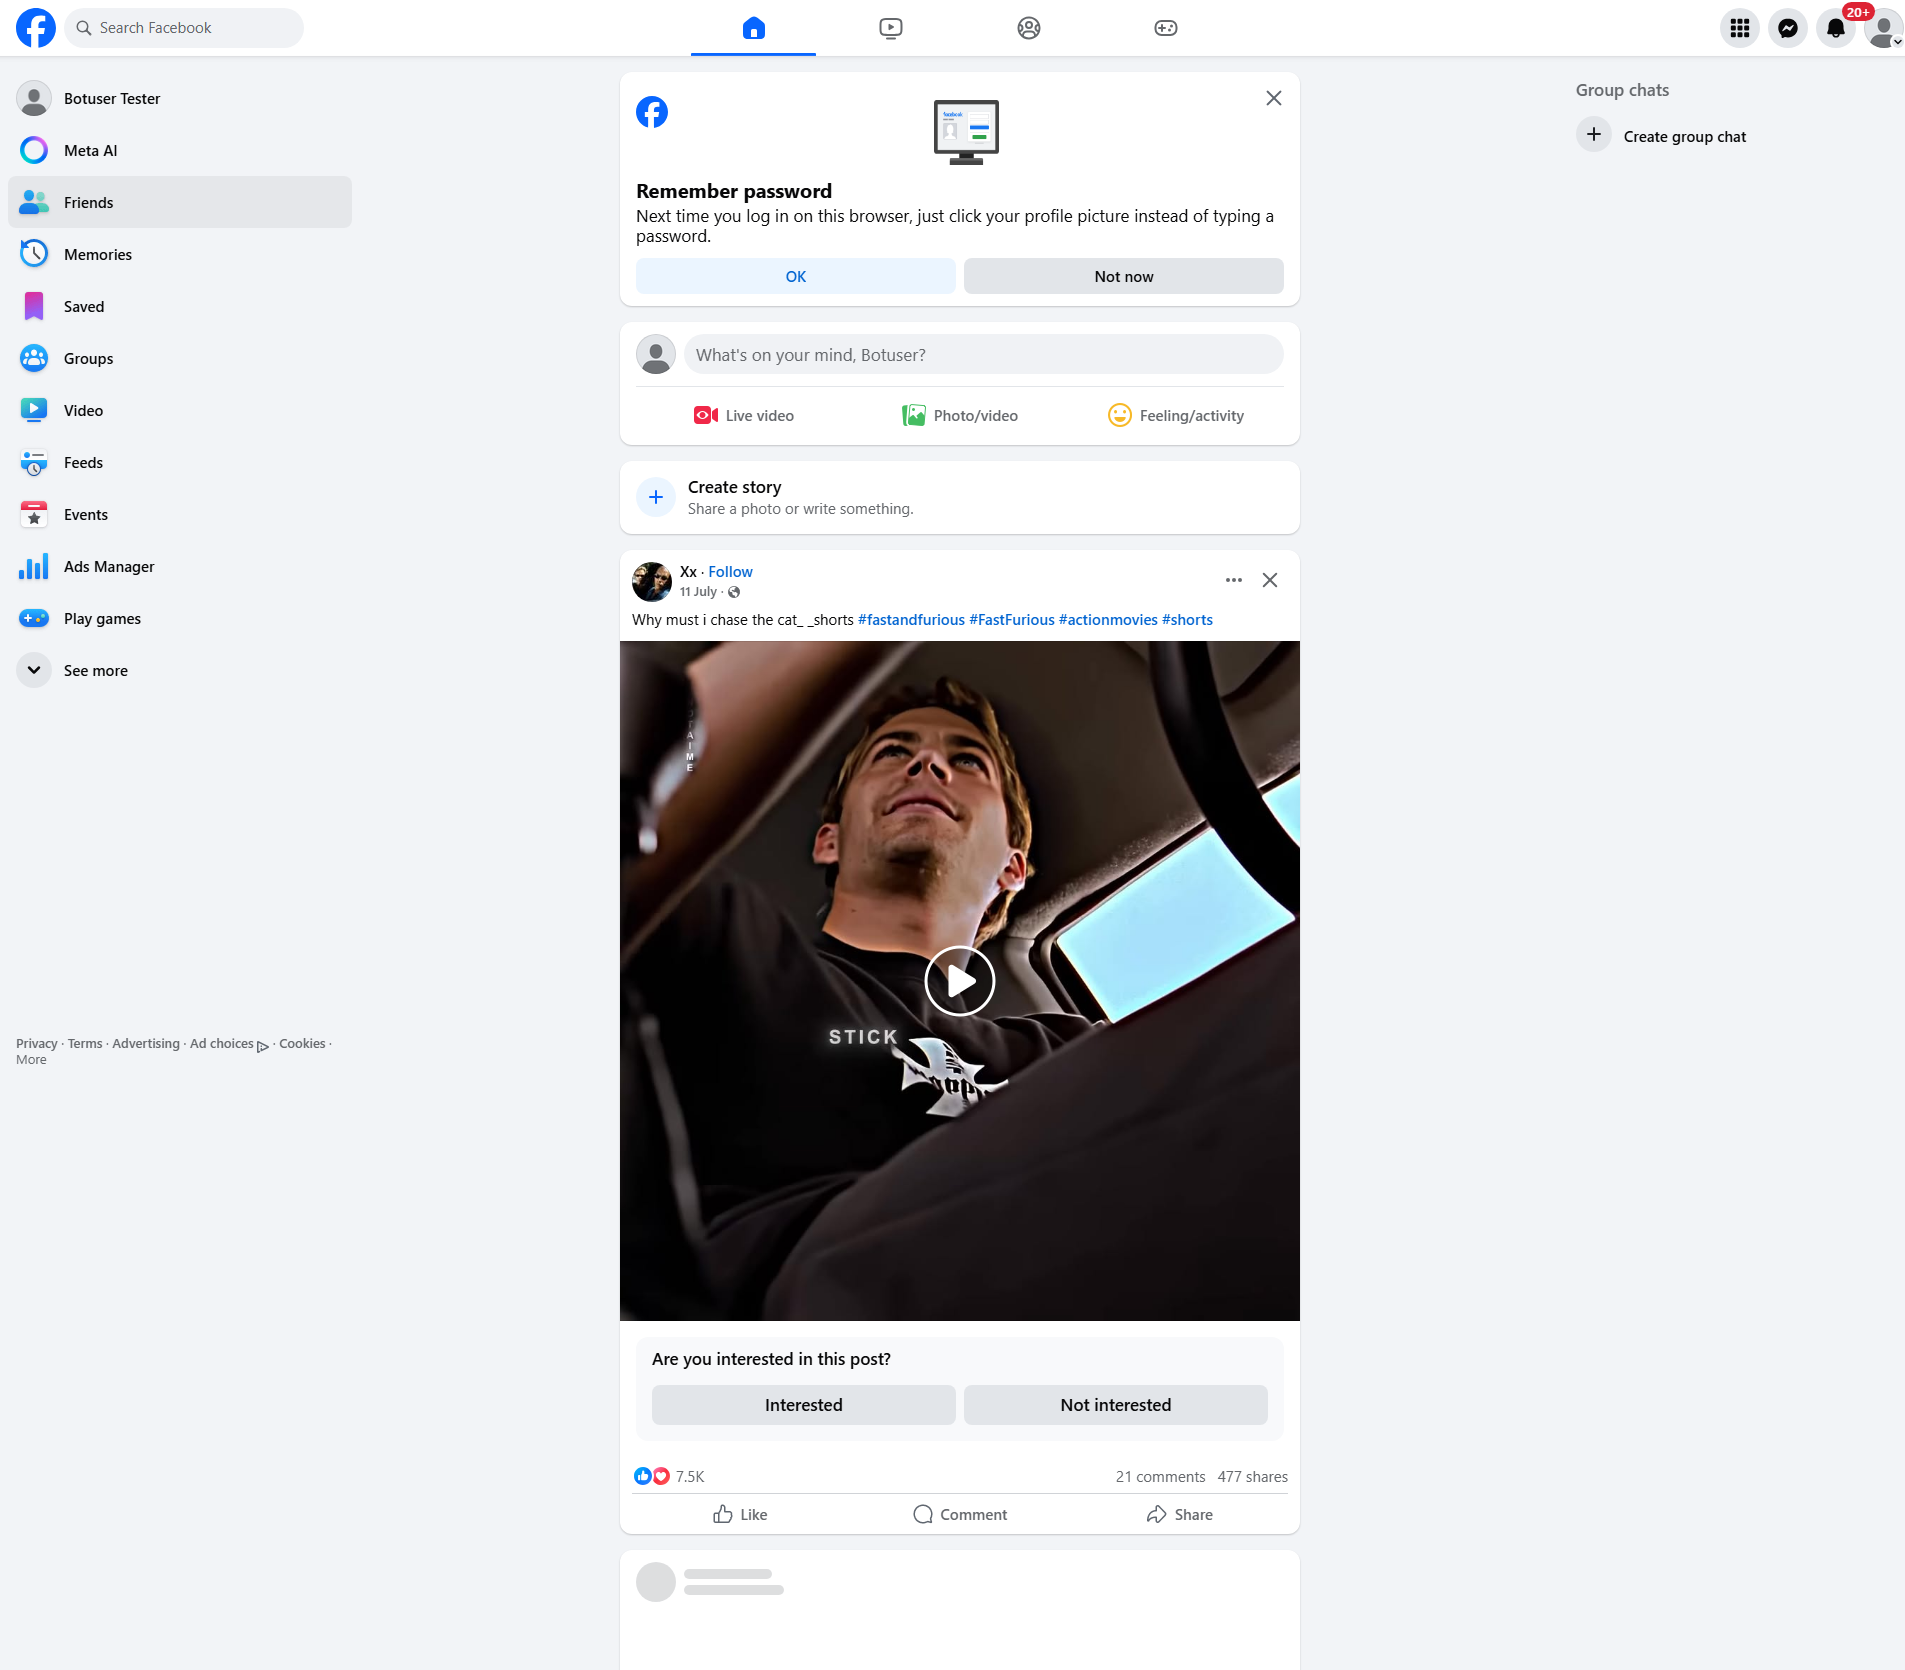 Search Facebook
20+
Botuser Tester
Meta AI
Friends
Memories
Saved
Groups
Video
Feeds
Events
Ads Manager
Play games
See more
Privacy · Terms · Advertising · Ad choices · Cookies ·
More
facebook
Remember password
Next time you log in on this browser, just click your profile picture instead of typing a
password.
OK
Not now
What's on your mind, Botuser?
Live video
Photo/video
Feeling/activity
Create story
Share a photo or write something.
Xx · Follow
11 July ·
Why must i chase the cat_ _shorts #fastandfurious #FastFurious #actionmovies #shorts
STICK
Are you interested in this post?
Interested
Not interested
7.5K
21 comments 477 shares
Like
Comment
Share
Group chats
Create group chat